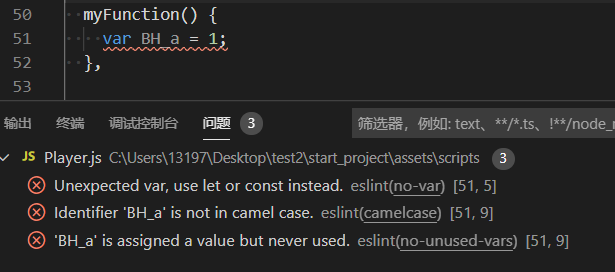 50 myFunction() {
51 var BH_a = 1;
52 },
53
输出 终端 调试控制台 问题 3 筛选器，例如: text、**/*.ts、!**/node_m
JS Player.js C:\Users\13197\Desktop\test2\start_project\assets\scripts 3
Unexpected var, use let or const instead. eslint(no-var) [51, 5]
Identifier 'BH_a' is not in camel case. eslint(camelcase) [51, 9]
'BH_a' is assigned a value but never used. eslint(no-unused-vars) [51, 9]